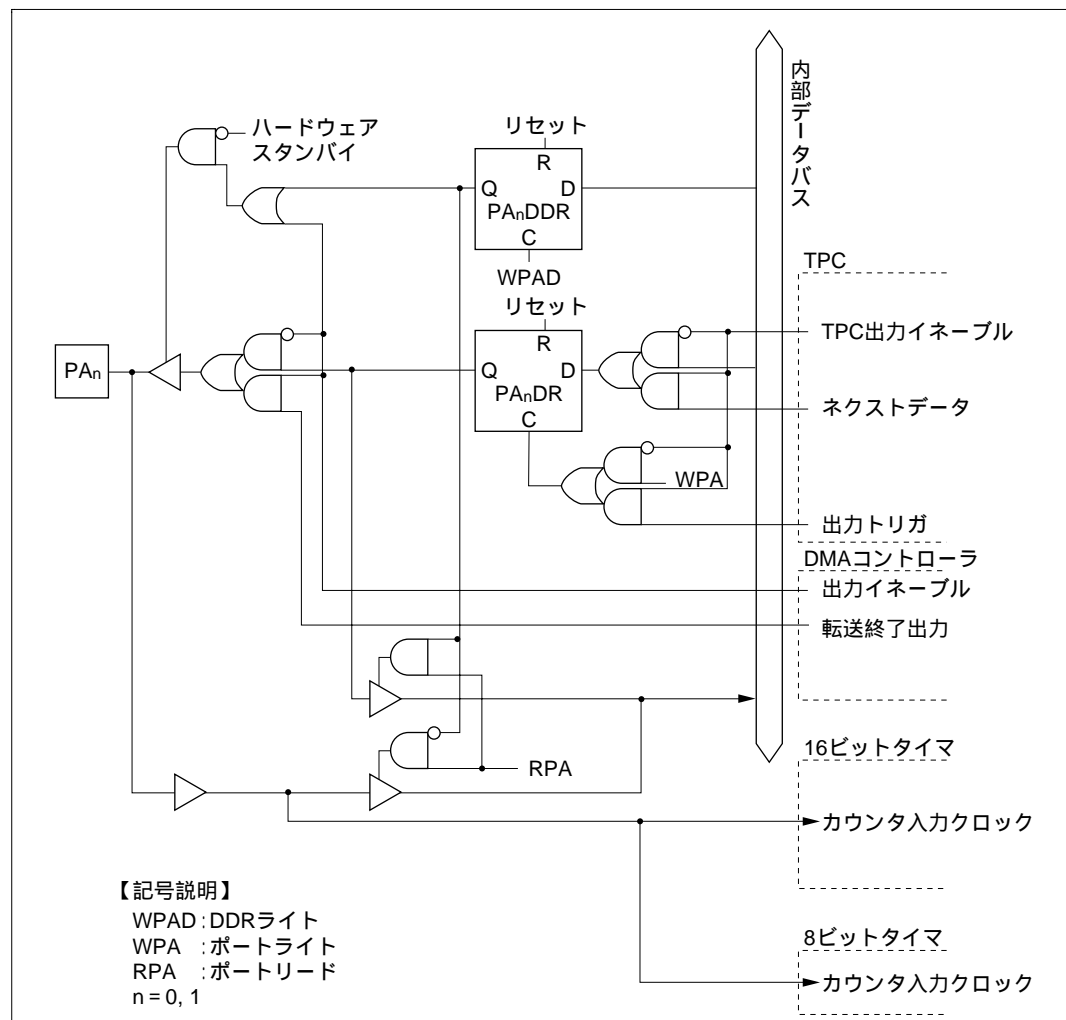 ハードウェア
スタンバイ
リセット
R
Q
D
PAnDDR
C
WPAD
内部データバス
TPC
リセット
R
Q
D
PAnDR
C
TPC出力イネーブル
ネクストデータ
WPA
出力トリガ
PAn
DMAコントローラ
出力イネーブル
転送終了出力
RPA
16ビットタイマ
カウンタ入力クロック
8ビットタイマ
カウンタ入力クロック
【記号説明】
WPAD : DDRライト
WPA : ポートライト
RPA : ポートリード
n = 0, 1